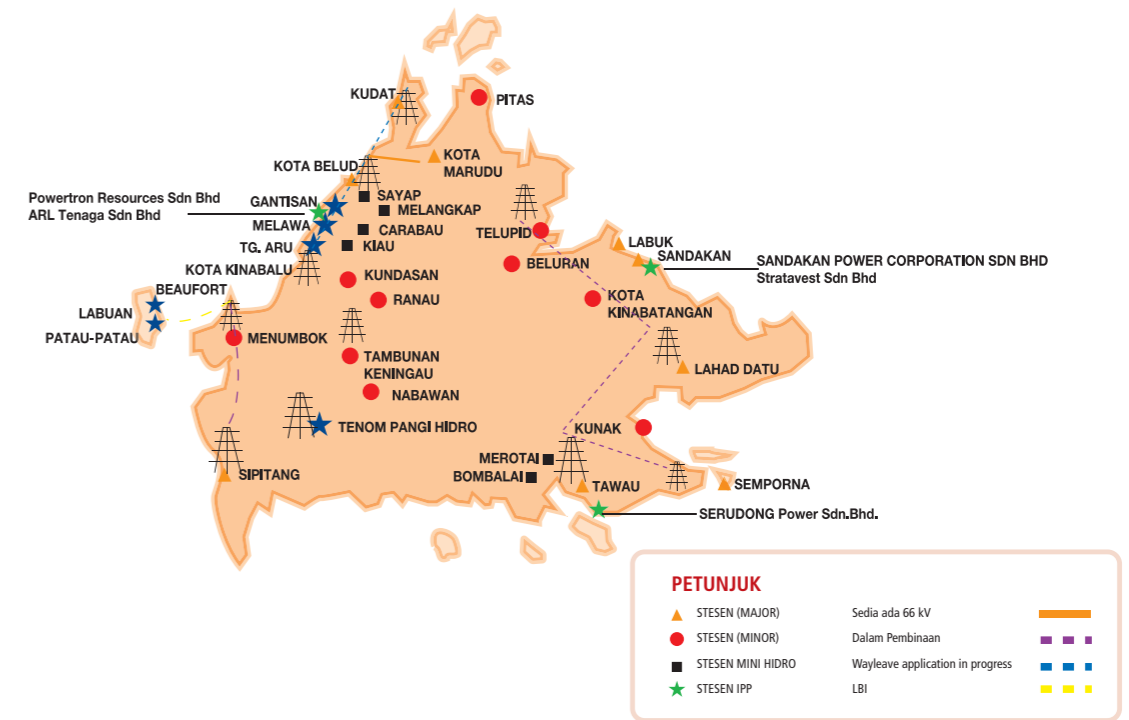 KUDAT
PITAS
KOTA
MARUDU
KOTA BELUD
Powertron Resources Sdn Bhd
ARL Tenaga Sdn Bhd
GANTISAN
SAYAP
MELANGKAP
MELAWA
CARABAU
TG. ARU
KIAU
TELUPID
LABUK
SANDAKAN
SANDAKAN POWER CORPORATION SDN BHD
Stratavest Sdn Bhd
KOTA KINABALU
BELURAN
KUNDASAN
BEAUFORT
RANAU
KOTA
KINABATANGAN
LABUAN
PATAU-PATAU
MENUMBOK
TAMBUNAN
KENINGAU
LAHAD DATU
NABAWAN
TENOM PANGI HIDRO
KUNAK
MEROTAI
BOMBALAI
SIPITANG
TAWAU
SEMPORNA
SERUDONG Power Sdn.Bhd.
PETUNJUK
STESEN (MAJOR)
STESEN (MINOR)
STESEN MINI HIDRO
STESEN IPP
Sedia ada 66 kV
Dalam Pembinaan
Wayleave application in progress
LBI